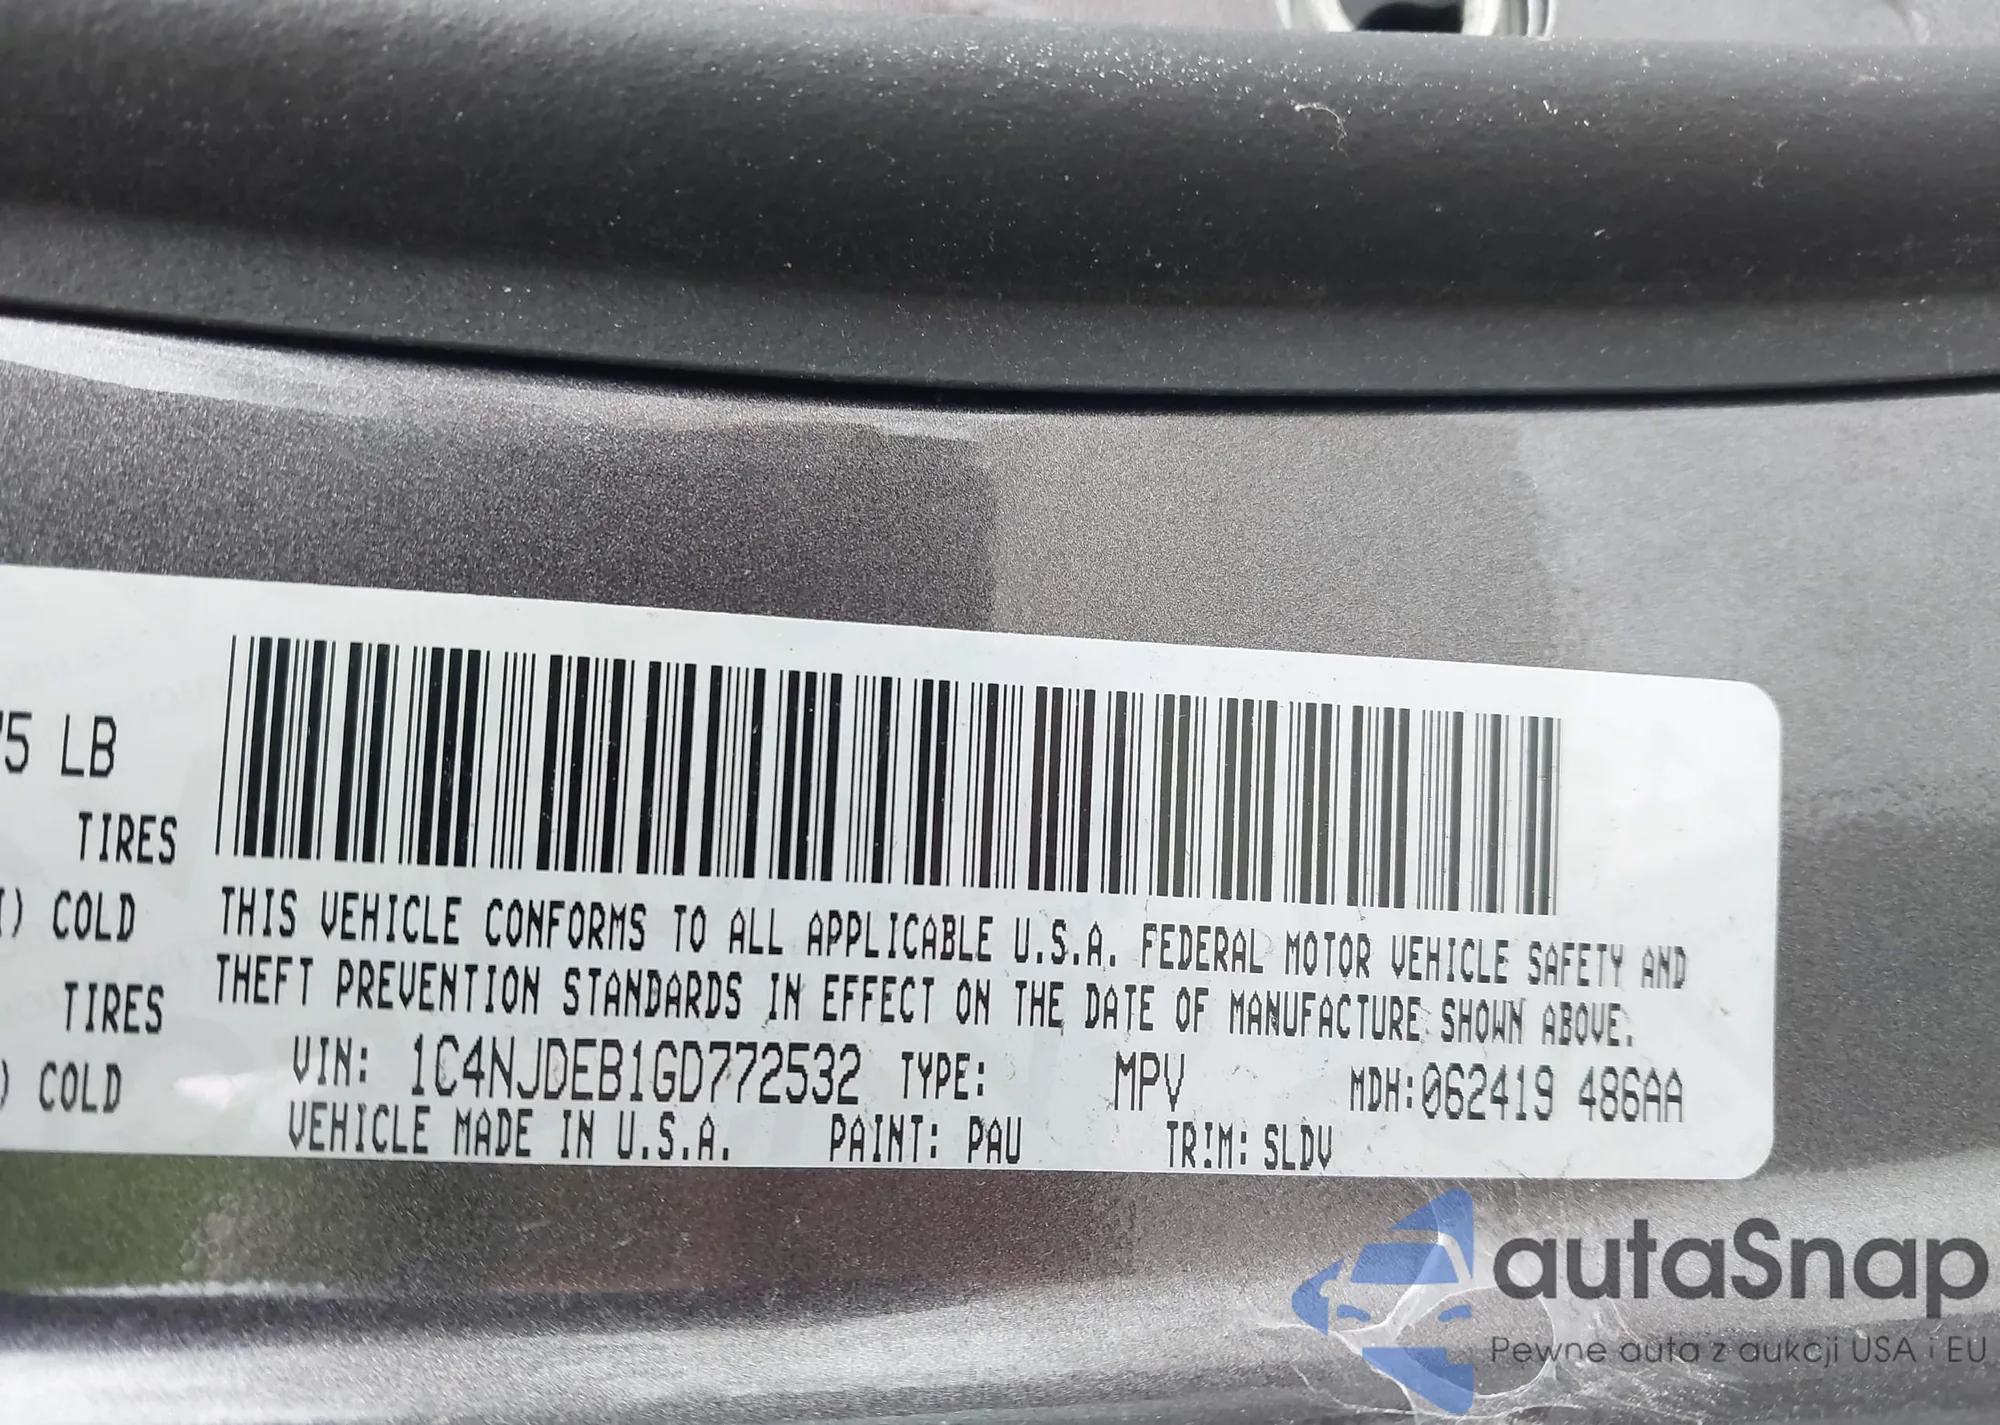 75 LB
TIRES
I) COLD
TIRES
) COLD
THIS VEHICLE CONFORMS TO ALL APPLICABLE U.S.A. FEDERAL MOTOR VEHICLE SAFETY AND
THEFT PREVENTION STANDARDS IN EFFECT ON THE DATE OF MANUFACTURE SHOWN ABOVE.
VIN: 1C4NJDEB1GD772532 TYPE: MPV MDH:062419 486AA
VEHICLE MADE IN U.S.A. PAINT: PAU TRIM: SLDV
autaSnap
Pewne auta z aukcji USA i EU